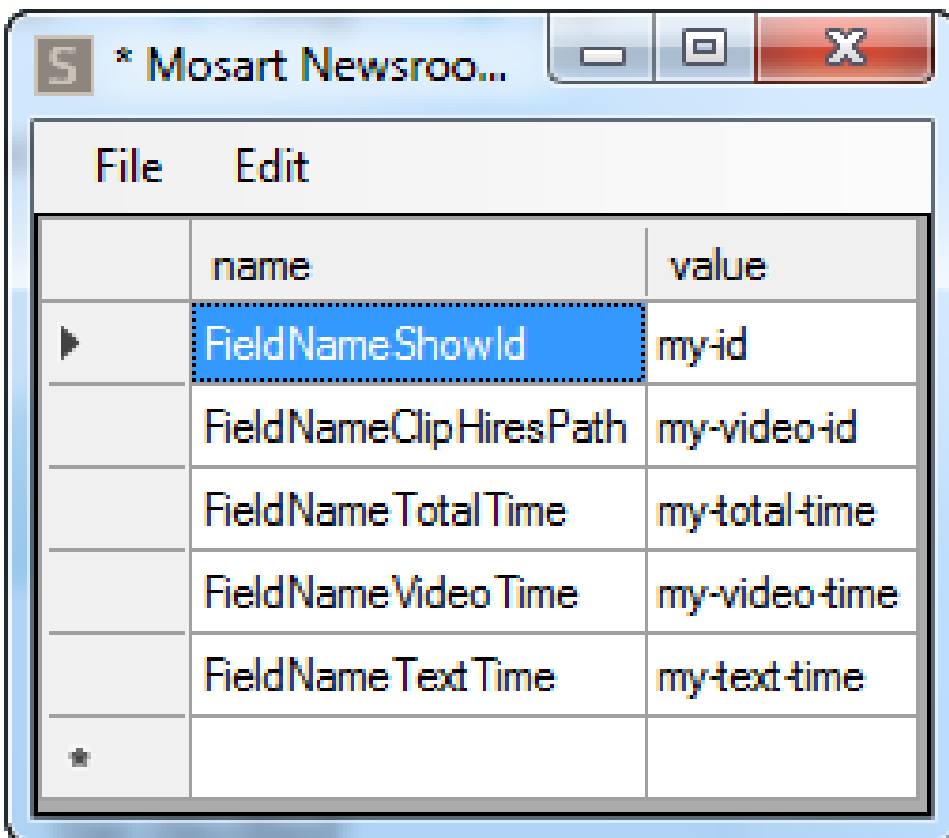 S * Mosart Newsroo...
File Edit
name value
FieldNameShowId my-id
FieldNameClipHiresPath my-video-id
FieldNameTotalTime my-total-time
FieldNameVideoTime my-video-time
FieldNameTextTime my-text-time
*